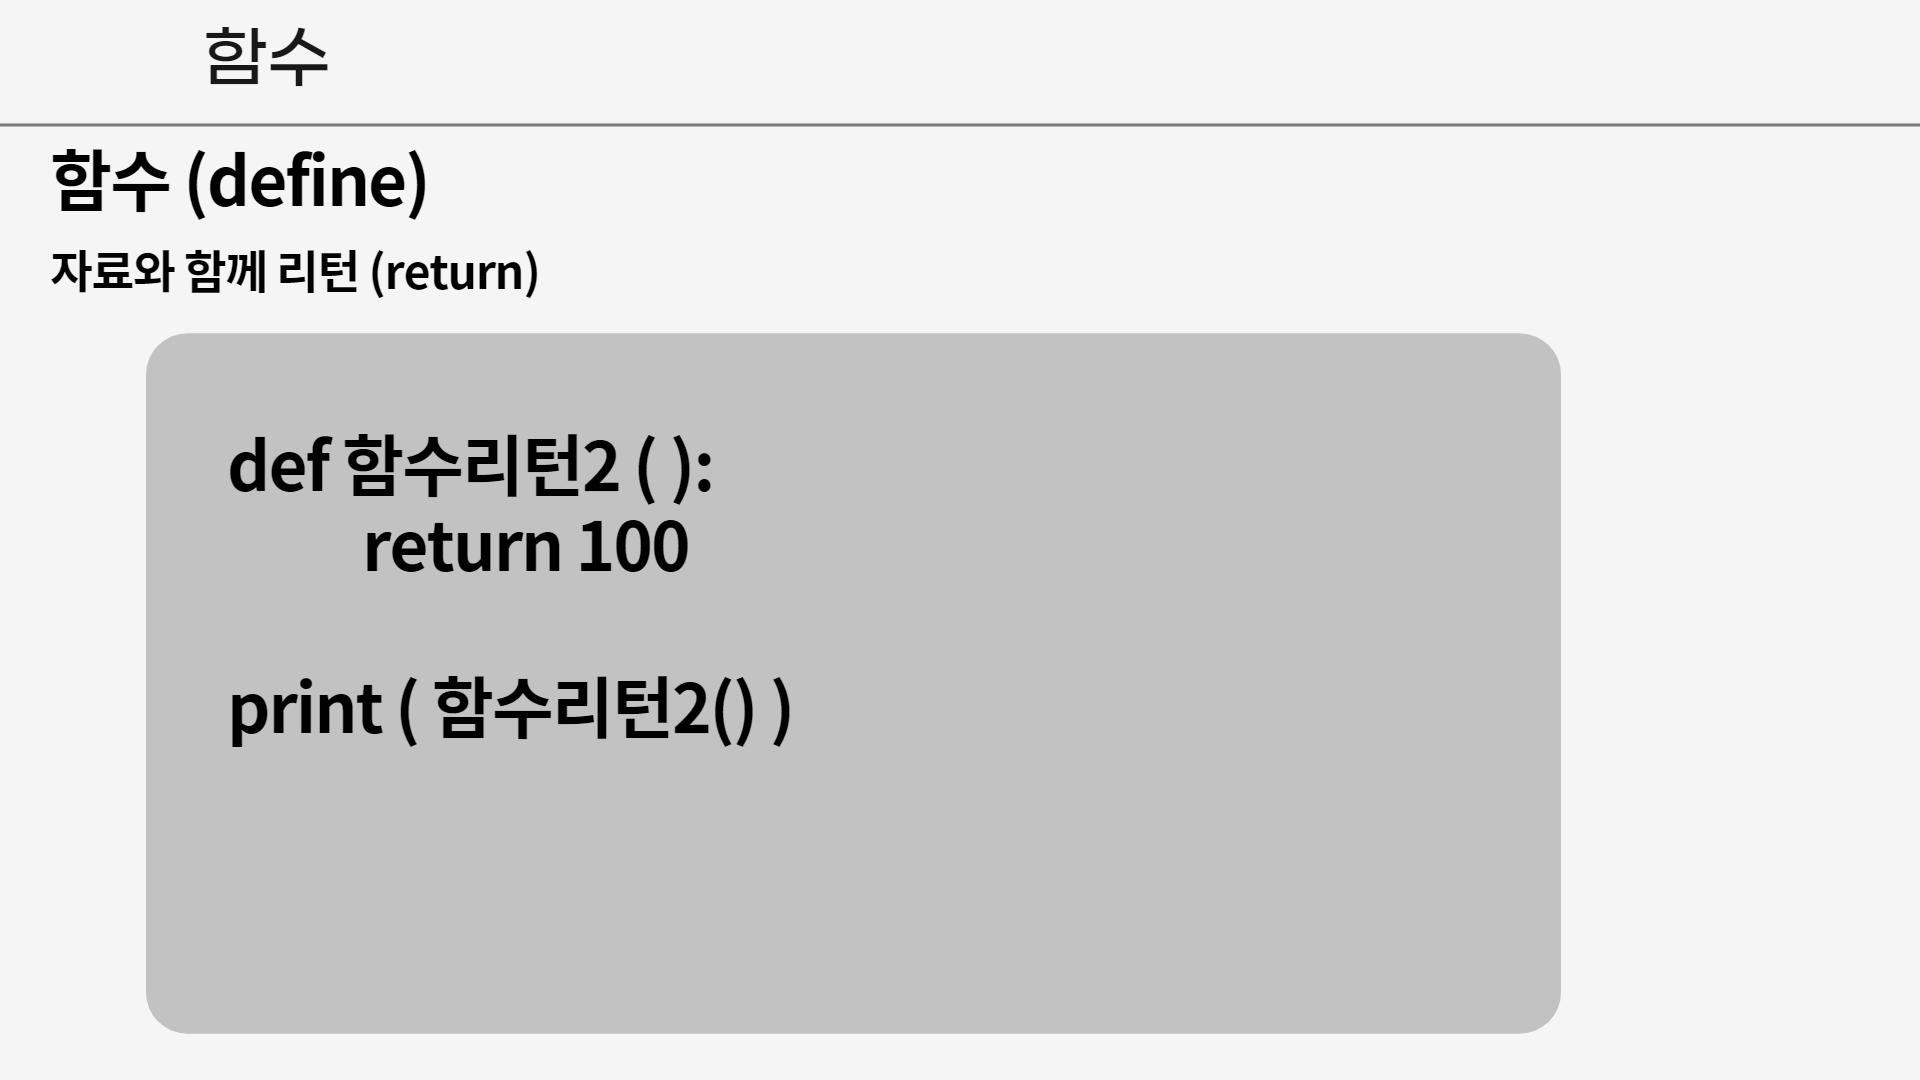 함수
함수 (define)
자료와 함께 리턴 (return)
def 함수리턴2 ( ):
return 100
print ( 함수리턴2() )